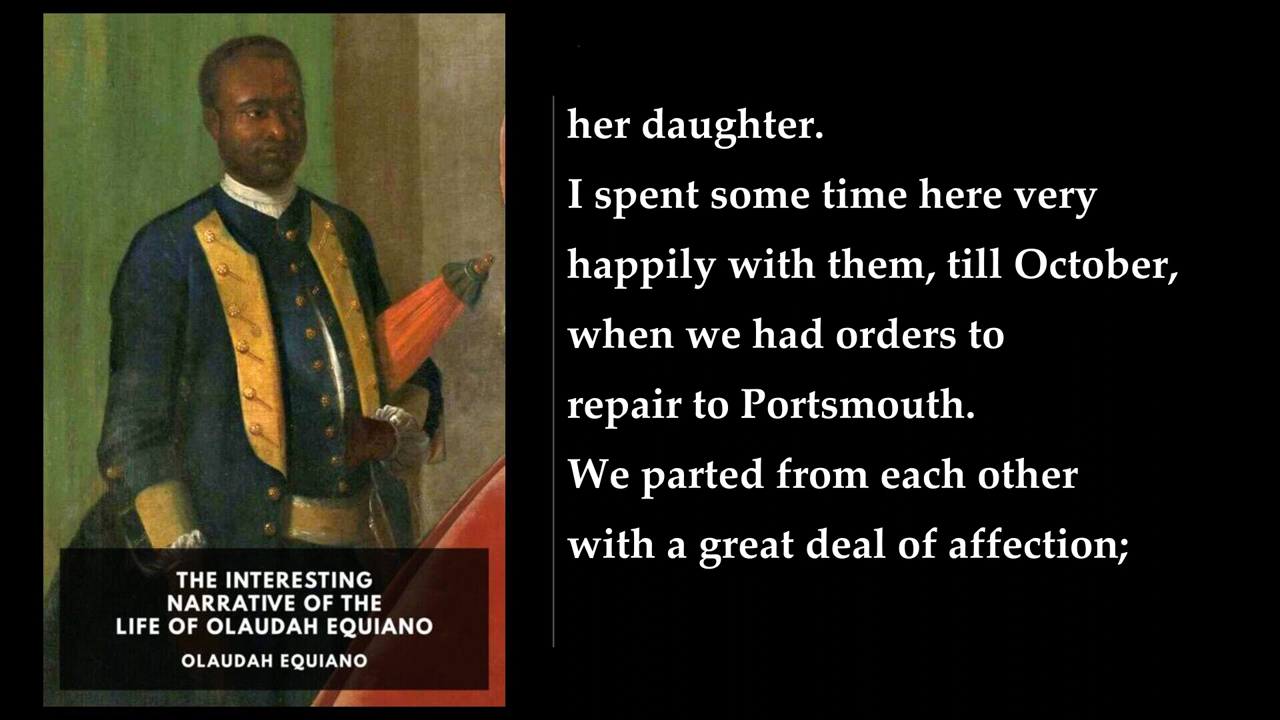 THE INTERESTING
NARRATIVE OF THE
LIFE OF OLAUDAH EQUIANO
OLAUDAH EQUIANO
her daughter.
I spent some time here very
happily with them, till October,
when we had orders to
repair to Portsmouth.
We parted from each other
with a great deal of affection;